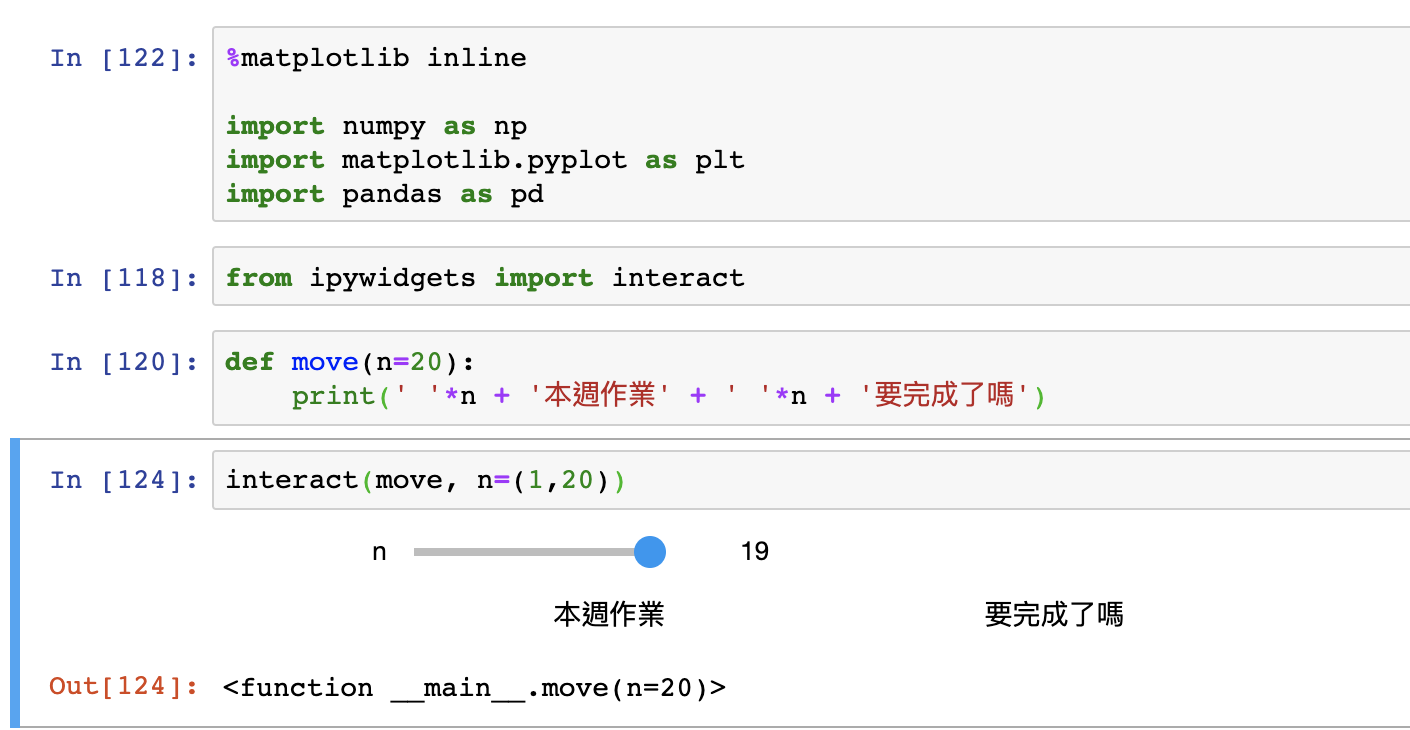 In [122]: %matplotlib inline
import numpy as np
import matplotlib.pyplot as plt
import pandas as pd
In [118]: from ipywidgets import interact
In [120]: def move(n=20):
    print(' '*n + '本週作業' + ' '*n + '要完成了嗎')
In [124]: interact(move, n=(1,20))
n 19
本週作業 要完成了嗎
Out[124]: <function __main__.move(n=20)>